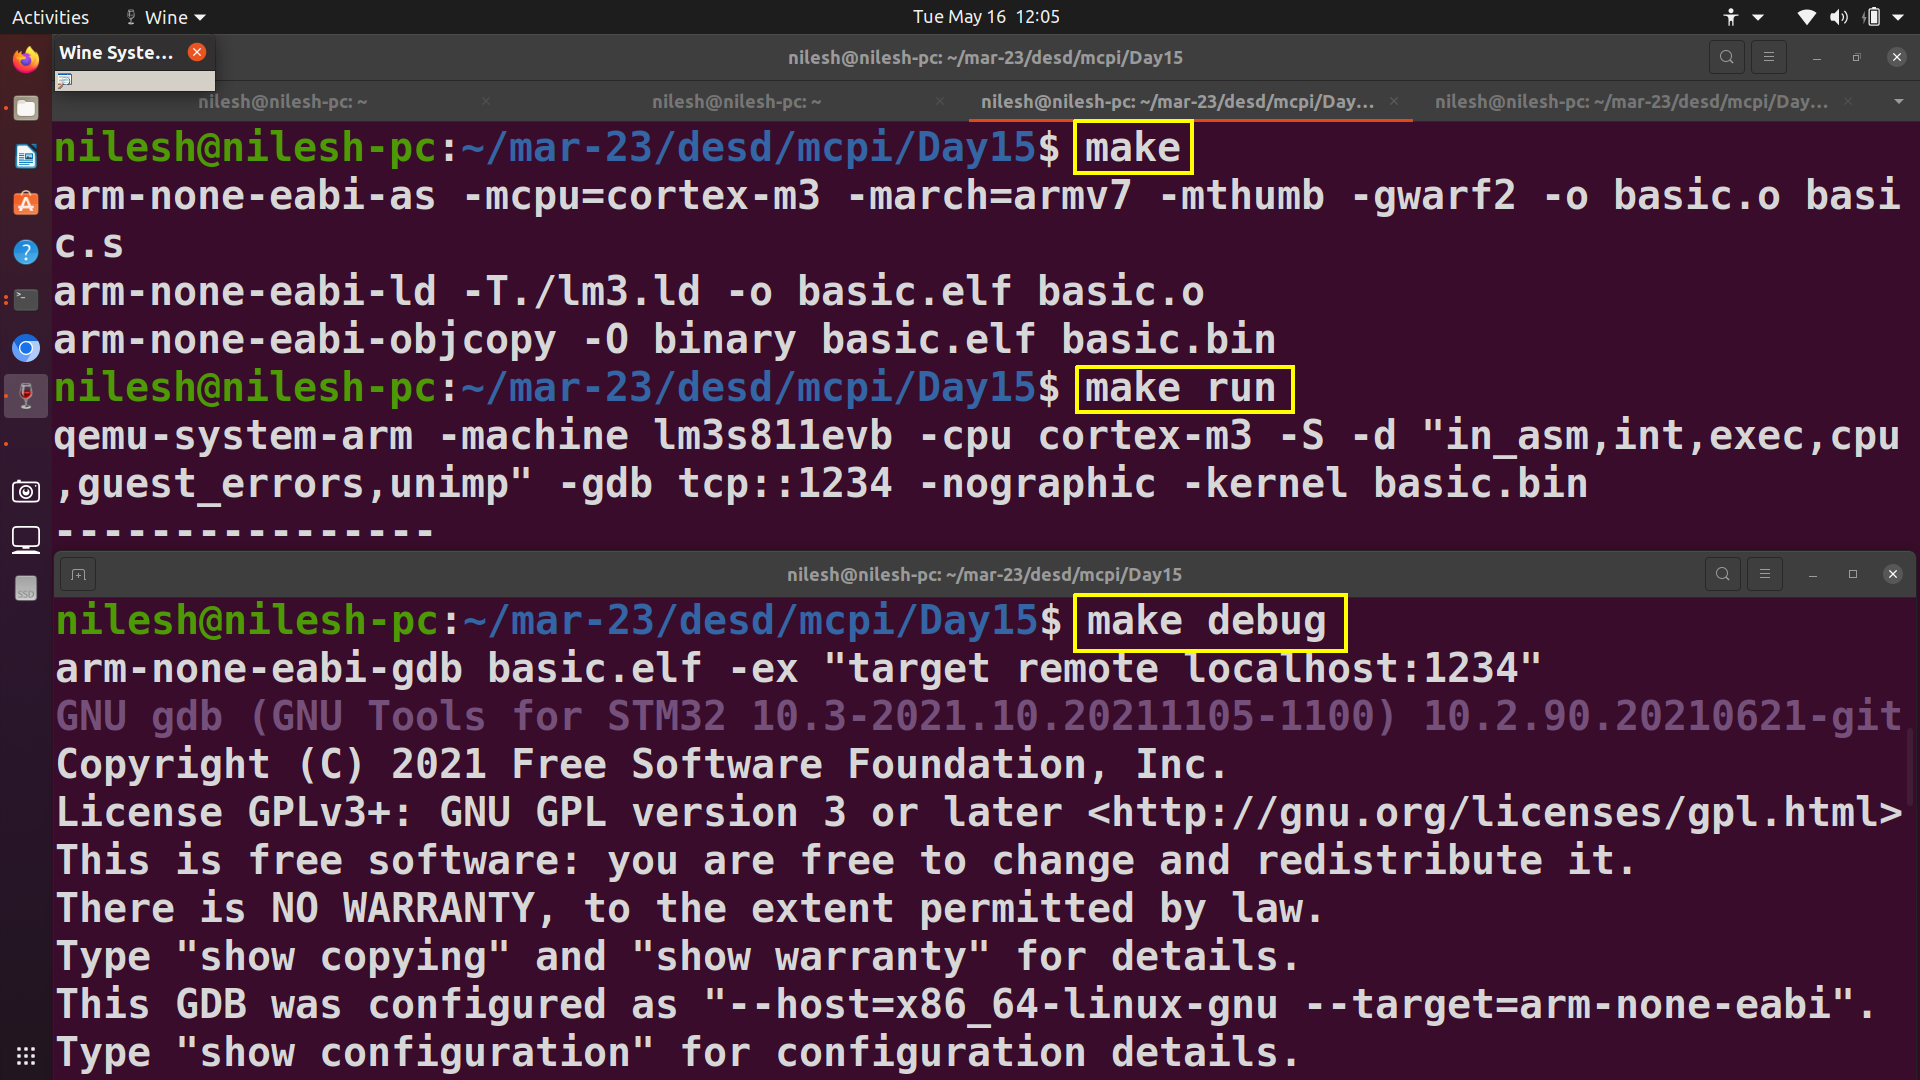 Activities
Wine
Tue May 16  12:05
Wine Syste...
nilesh@nilesh-pc: ~/mar-23/desd/mcpi/Day15
nilesh@nilesh-pc: ~
nilesh@nilesh-pc: ~
nilesh@nilesh-pc: ~/mar-23/desd/mcpi/Day...
nilesh@nilesh-pc: ~/mar-23/desd/mcpi/Day...
nilesh@nilesh-pc:~/mar-23/desd/mcpi/Day15$ make
arm-none-eabi-as -mcpu=cortex-m3 -march=armv7 -mthumb -gwarf2 -o basic.o basi
c.s
arm-none-eabi-ld -T./lm3.ld -o basic.elf basic.o
arm-none-eabi-objcopy -O binary basic.elf basic.bin
nilesh@nilesh-pc:~/mar-23/desd/mcpi/Day15$ make run
qemu-system-arm -machine lm3s811evb -cpu cortex-m3 -S -d "in_asm,int,exec,cpu
,guest_errors,unimp" -gdb tcp::1234 -nographic -kernel basic.bin
----------------
nilesh@nilesh-pc: ~/mar-23/desd/mcpi/Day15
nilesh@nilesh-pc:~/mar-23/desd/mcpi/Day15$ make debug
arm-none-eabi-gdb basic.elf -ex "target remote localhost:1234"
GNU gdb (GNU Tools for STM32 10.3-2021.10.20211105-1100) 10.2.90.20210621-git
Copyright (C) 2021 Free Software Foundation, Inc.
License GPLv3+: GNU GPL version 3 or later <http://gnu.org/licenses/gpl.html>
This is free software: you are free to change and redistribute it.
There is NO WARRANTY, to the extent permitted by law.
Type "show copying" and "show warranty" for details.
This GDB was configured as "--host=x86_64-linux-gnu --target=arm-none-eabi".
Type "show configuration" for configuration details.
SSD